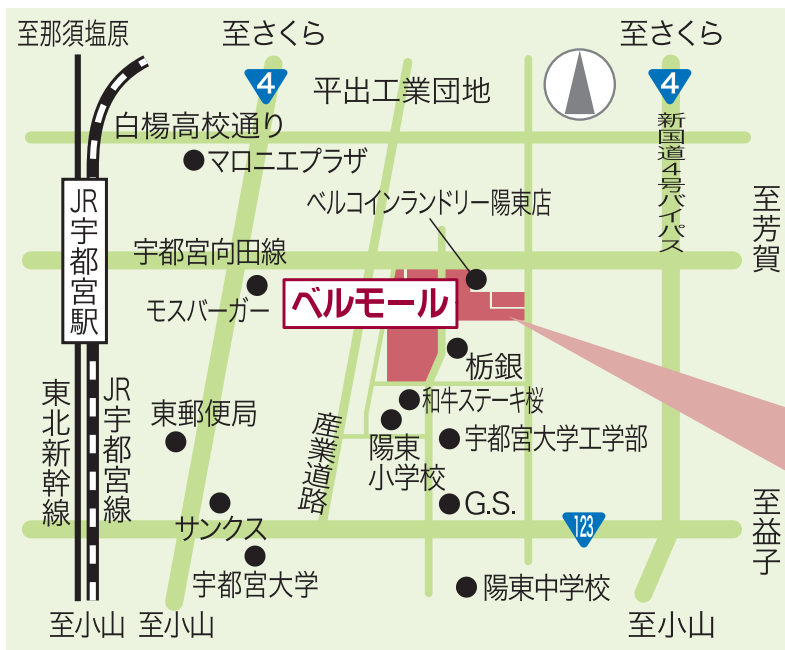 至那須塩原
至さくら
至さくら
4
4
平出工業団地
白楊高校通り
マロニエプラザ
新国道4号バイパス
ベルコインランドリー陽東店
至芳賀
JR宇都宮駅
宇都宮向田線
モスバーガー
ベルモール
栃銀
和牛ステーキ桜
東北新幹線
JR宇都宮線
東郵便局
産業道路
陽東
小学校
宇都宮大学工学部
サンクス
G.S.
123
至益子
宇都宮大学
陽東中学校
至小山
至小山
至小山